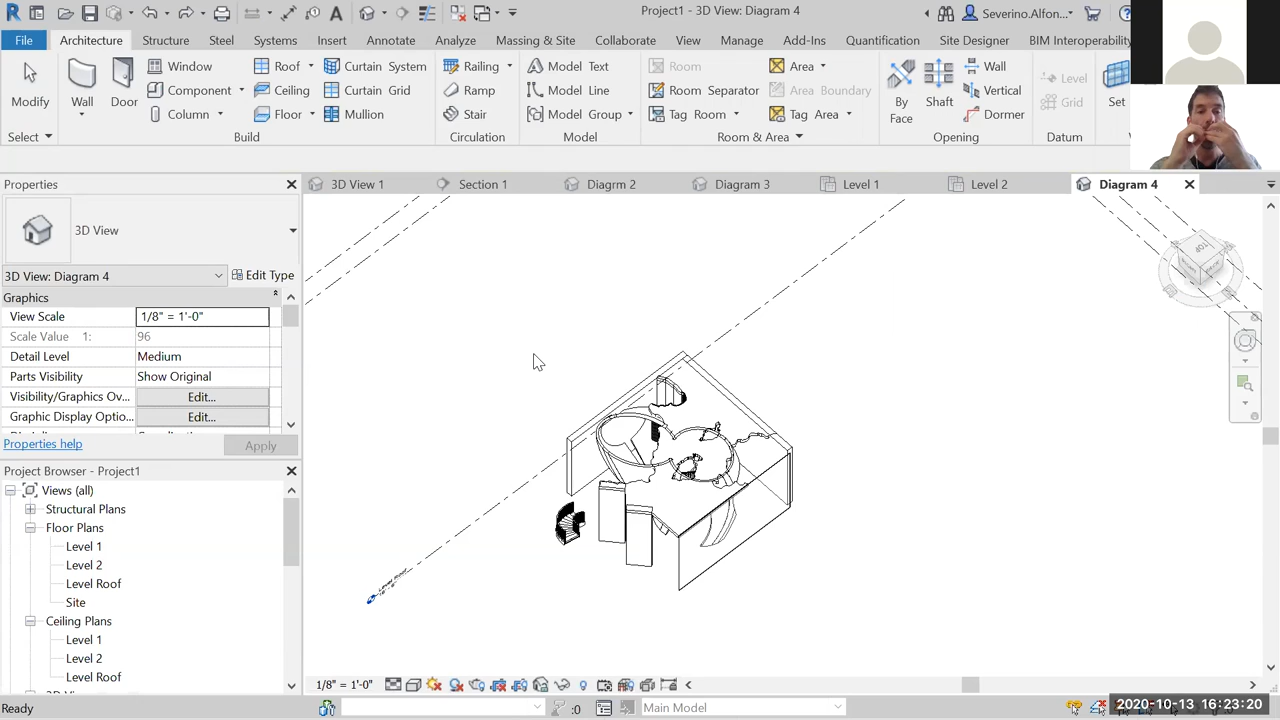 Project1 - 3D View: Diagram 4
Severino.Alfon...
File
Architecture
Structure
Steel
Systems
Insert
Annotate
Analyze
Massing & Site
Collaborate
View
Manage
Add-Ins
Quantification
Site Designer
BIM Interoperability
Modify
Wall
Door
Window
Component
Column
Roof
Ceiling
Floor
Curtain System
Curtain Grid
Mullion
Railing
Ramp
Stair
Model Text
Model Line
Model Group
Room
Room Separator
Tag Room
Area
Area Boundary
Tag Area
By
Face
Shaft
Wall
Vertical
Dormer
Level
Grid
Set
Select
Build
Circulation
Model
Room & Area
Opening
Datum
Properties
3D View 1
Section 1
Diagrm 2
Diagram 3
Level 1
Level 2
Diagram 4
3D View
3D View: Diagram 4
Edit Type
Graphics
View Scale 1/8" = 1'-0"
Scale Value 1: 96
Detail Level Medium
Parts Visibility Show Original
Visibility/Graphics Ov... Edit...
Graphic Display Optio... Edit...
Properties help
Apply
Project Browser - Project1
Views (all)
Structural Plans
Floor Plans
Level 1
Level 2
Level Roof
Site
Ceiling Plans
Level 1
Level 2
Level Roof
TOP
1/8" = 1'-0"
Ready
:0
Main Model
2020-10-13 16:23:20